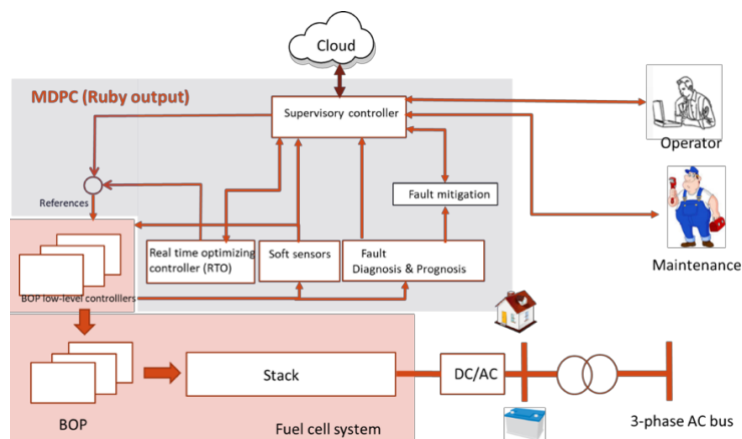 Cloud
MDPC (Ruby output)
Supervisory controller
Operator
References
Fault mitigation
Real time optimizing
controller (RTO)
Soft sensors
Fault
Diagnosis & Prognosis
Maintenance
BOP low-level controlliers
Stack
DC/AC
BOP
Fuel cell system
3-phase AC bus